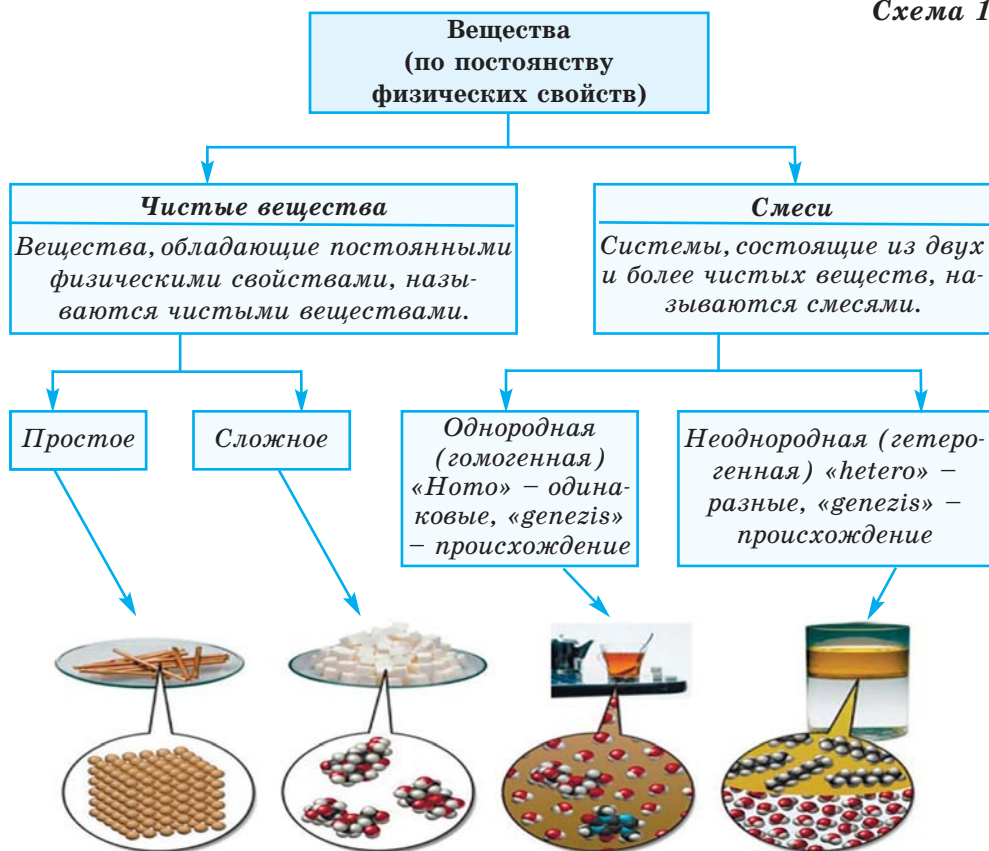 Схема 1
Вещества
(по постоянству
физических свойств)
Чистые вещества
Вещества, обладающие постоянными
физическими свойствами, назы-
ваются чистыми веществами.
Смеси
Системы, состоящие из двух
и более чистых веществ, на-
зываются смесями.
Простое
Сложное
Однородная
(гомогенная)
«Homo» – одина-
ковые, «genezis»
– происхождение
Неоднородная (гетеро-
генная) «hetero» –
разные, «genezis» –
происхождение